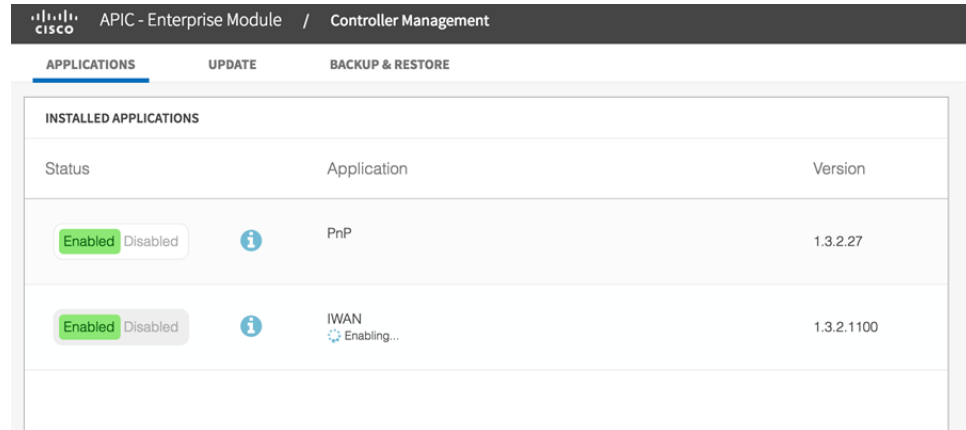 CISCO APIC - Enterprise Module / Controller Management
APPLICATIONS UPDATE BACKUP & RESTORE
INSTALLED APPLICATIONS
Status Application Version
Enabled Disabled i PnP 1.3.2.27
Enabled Disabled i IWAN 1.3.2.1100
Enabling...